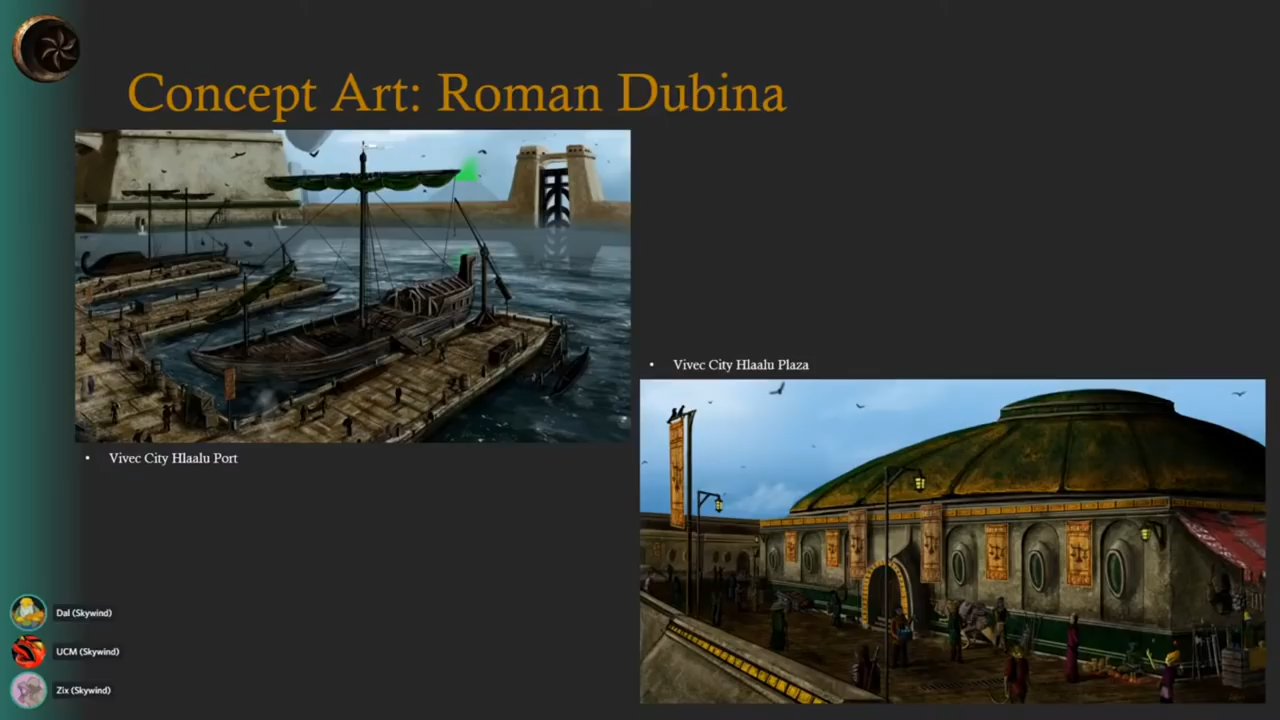 Concept Art: Roman Dubina
• Vivec City Hlaalu Plaza
• Vivec City Hlaalu Port
Dal (Skywind)
UCM (Skywind)
Zix (Skywind)